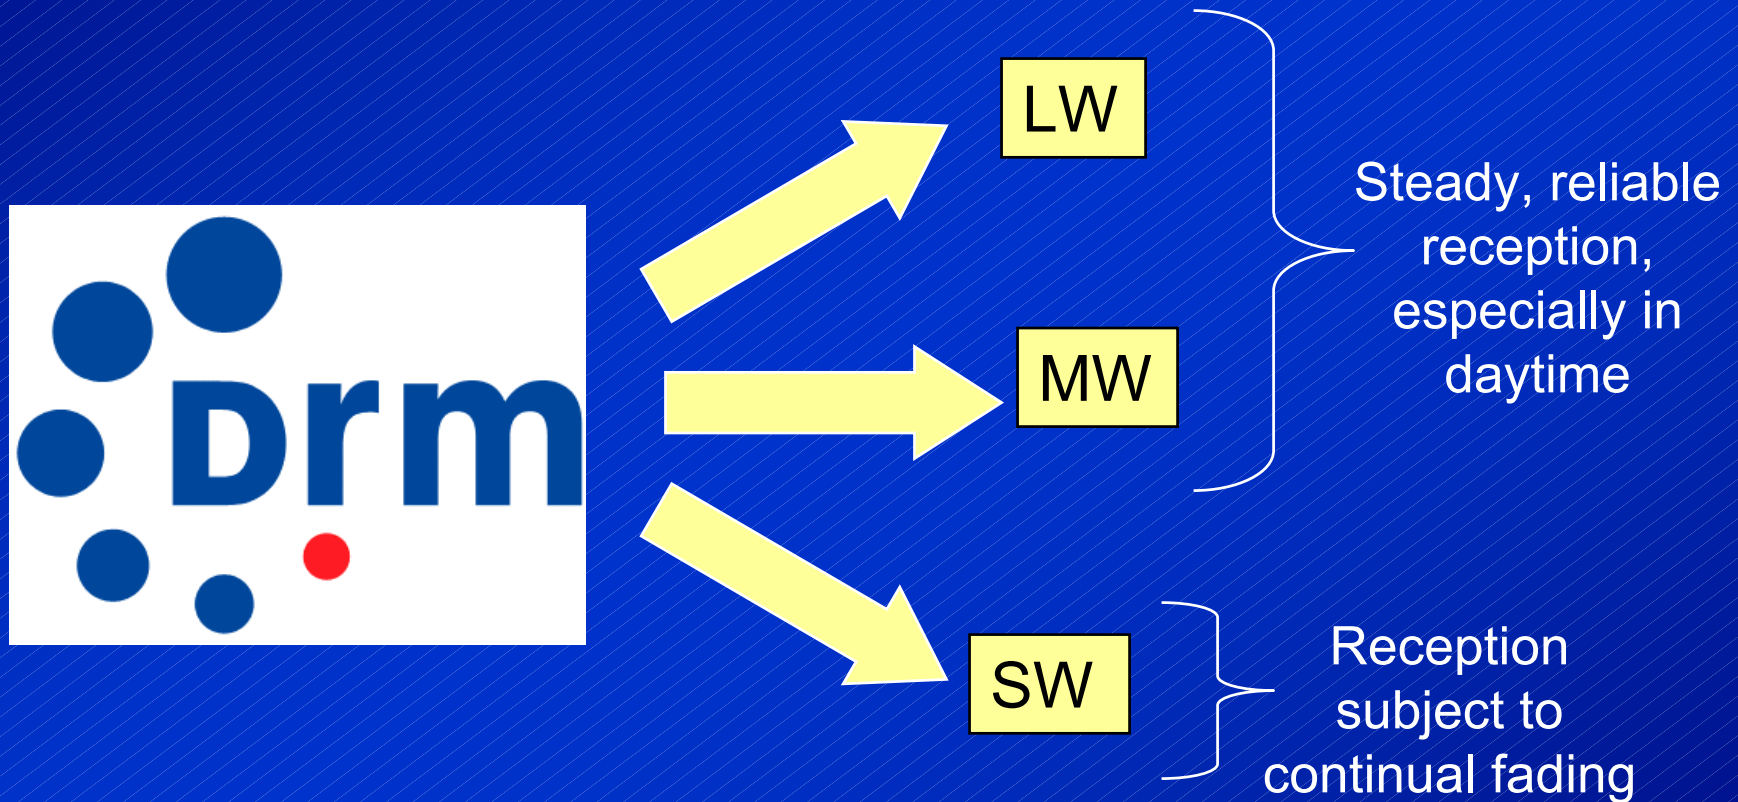 LW
Steady, reliable
reception,
especially in
daytime
Drm
MW
SW
Reception
subject to
continual fading